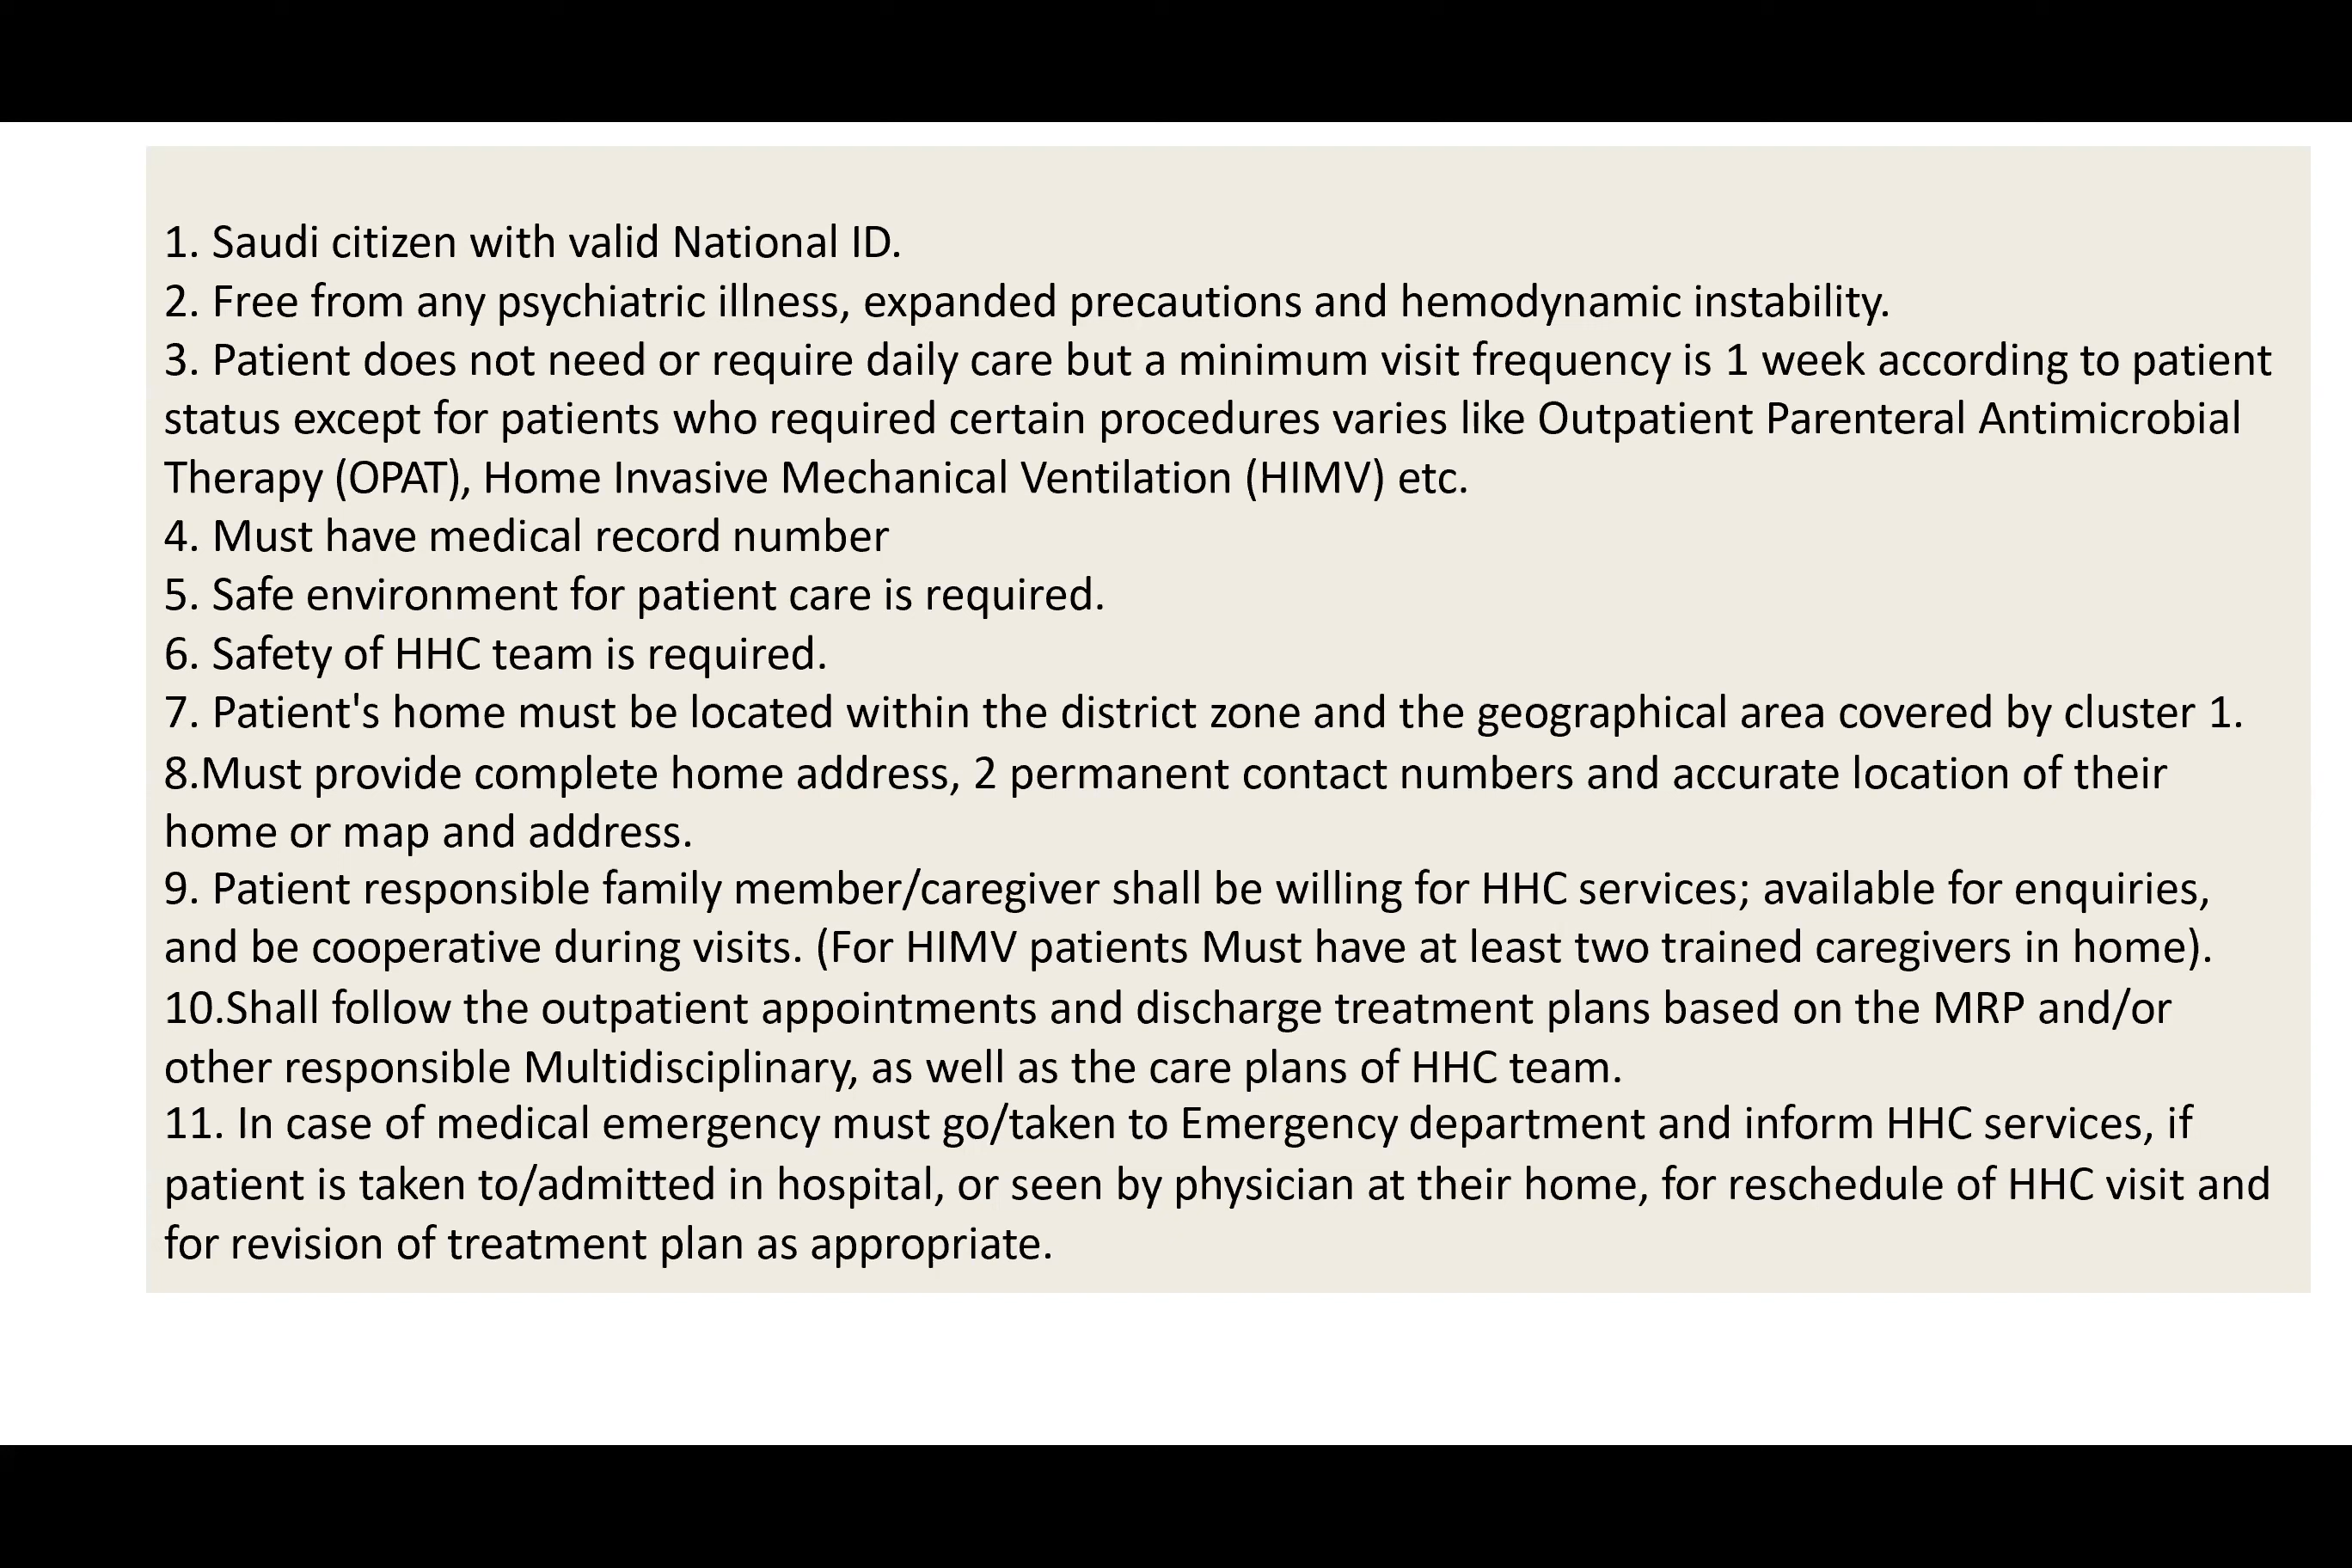 1. Saudi citizen with valid National ID.
2. Free from any psychiatric illness, expanded precautions and hemodynamic instability.
3. Patient does not need or require daily care but a minimum visit frequency is 1 week according to patient
status except for patients who required certain procedures varies like Outpatient Parenteral Antimicrobial
Therapy (OPAT), Home Invasive Mechanical Ventilation (HIMV) etc.
4. Must have medical record number
5. Safe environment for patient care is required.
6. Safety of HHC team is required.
7. Patient's home must be located within the district zone and the geographical area covered by cluster 1.
8.Must provide complete home address, 2 permanent contact numbers and accurate location of their
home or map and address.
9. Patient responsible family member/caregiver shall be willing for HHC services; available for enquiries,
and be cooperative during visits. (For HIMV patients Must have at least two trained caregivers in home).
10.Shall follow the outpatient appointments and discharge treatment plans based on the MRP and/or
other responsible Multidisciplinary, as well as the care plans of HHC team.
11. In case of medical emergency must go/taken to Emergency department and inform HHC services, if
patient is taken to/admitted in hospital, or seen by physician at their home, for reschedule of HHC visit and
for revision of treatment plan as appropriate.